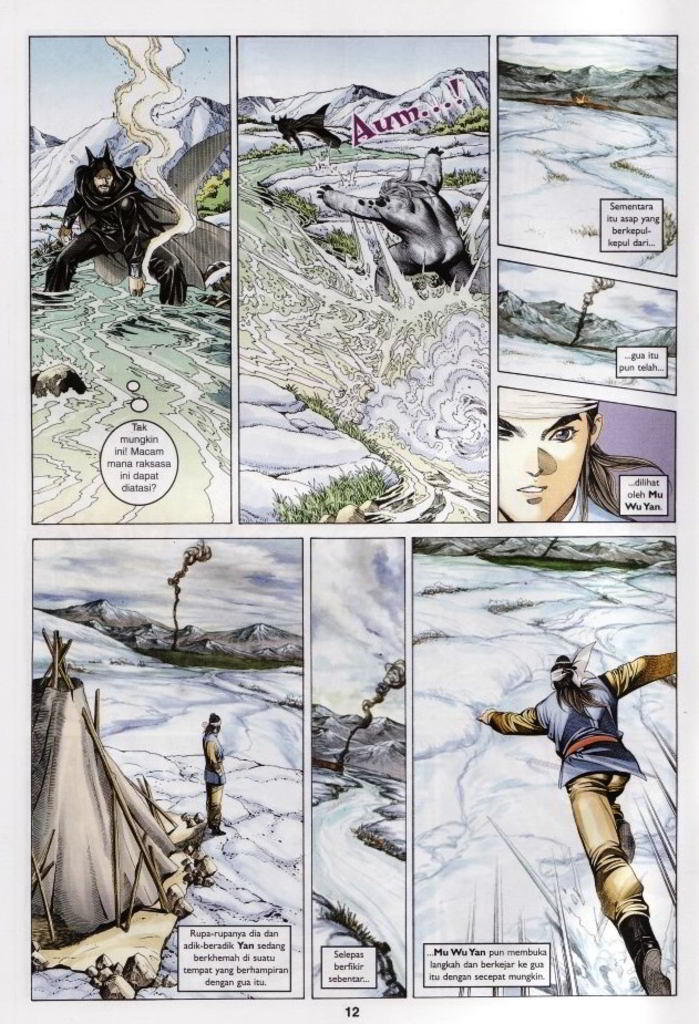 Tak
mungkin
ini! Macam
mana raksasa
ini dapat
diatasi?
Aum...!
Sementara
itu asap yang
berkepul-
kepul dari...
...gua itu
pun telah...
...dilihat
oleh Mu
Wu Yan.
Rupa-rupanya dia dan
adik-beradik Yan sedang
berkhemah di suatu
tempat yang berhampiran
dengan gua itu.
Selepas
berfikir
sebentar...
...Mu Wu Yan pun membuka
langkah dan berkejar ke gua
itu dengan secepat mungkin.
12